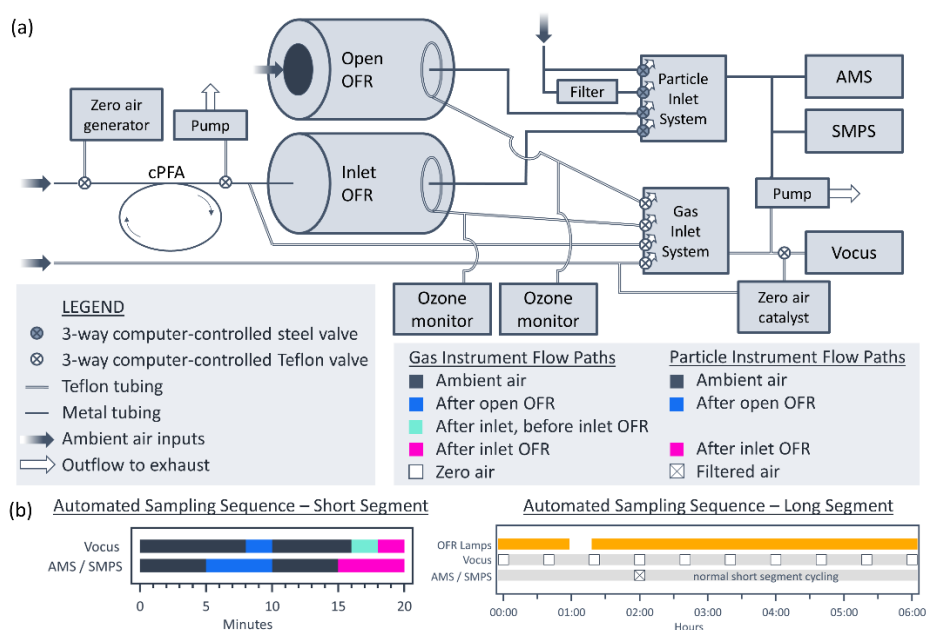 (a)
Open
OFR
Inlet
OFR
Zero air
generator
Pump
cPFA
Filter
Particle
Inlet
System
AMS
SMPS
Gas
Inlet
System
Pump
Vocus
Zero air
catalyst
Ozone
monitor
Ozone
monitor
LEGEND
3-way computer-controlled steel valve
3-way computer-controlled Teflon valve
Teflon tubing
Metal tubing
Ambient air inputs
Outflow to exhaust
Gas Instrument Flow Paths
Ambient air
After open OFR
After inlet, before inlet OFR
After inlet OFR
Zero air
Particle Instrument Flow Paths
Ambient air
After open OFR
After inlet OFR
Filtered air
(b)
Automated Sampling Sequence – Short Segment
Vocus
AMS / SMPS
0 5 10 15 20
Minutes
Automated Sampling Sequence – Long Segment
OFR Lamps
Vocus
AMS / SMPS
normal short segment cycling
00:00 01:00 02:00 03:00 04:00 05:00 06:00
Hours